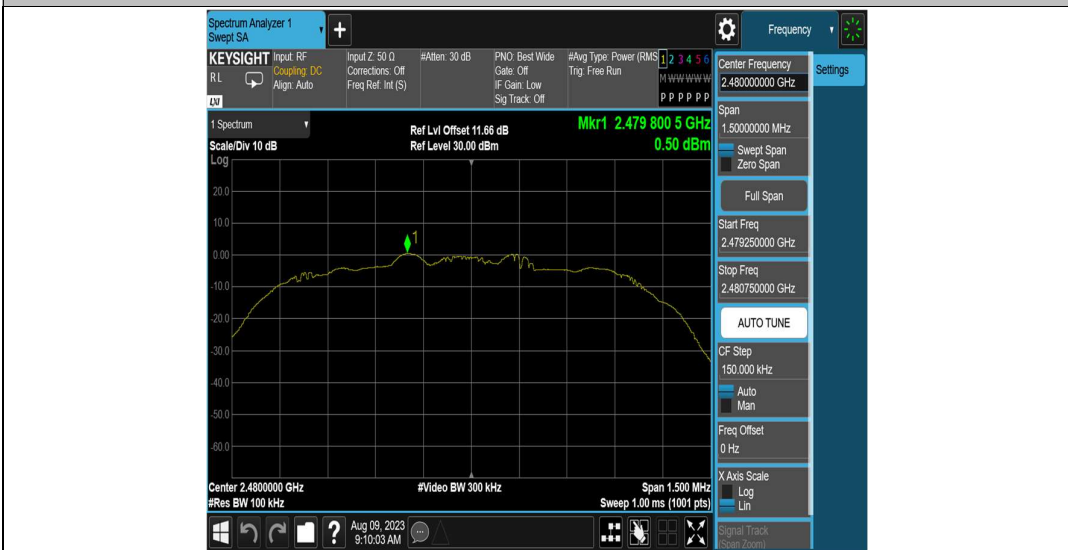 Spectrum Analyzer 1
Swept SA
+
Frequency
KEYSIGHT
RL
LXI
Input: RF
Coupling: DC
Align: Auto
Input Z: 50 Ω
Corrections: Off
Freq Ref: Int (S)
#Atten: 30 dB
PNO: Best Wide
Gate: Off
IF Gain: Low
Sig Track: Off
#Avg Type: Power (RMS
Trig: Free Run
1 2 3 4 5 6
M W W W W W
P P P P P P
1 Spectrum
Scale/Div 10 dB
Log
Ref Lvl Offset 11.66 dB
Ref Level 30.00 dBm
Mkr1 2.479 800 5 GHz
0.50 dBm
20.0
10.0
0.00
-10.0
-20.0
-30.0
-40.0
-50.0
-60.0
1
Center 2.4800000 GHz
#Res BW 100 kHz
#Video BW 300 kHz
Span 1.500 MHz
Sweep 1.00 ms (1001 pts)
?
Aug 09, 2023
9:10:03 AM
Center Frequency
2.480000000 GHz
Settings
Span
1.50000000 MHz
Swept Span
Zero Span
Full Span
Start Freq
2.479250000 GHz
Stop Freq
2.480750000 GHz
AUTO TUNE
CF Step
150.000 kHz
Auto
Man
Freq Offset
0 Hz
X Axis Scale
Log
Lin
Signal Track
(Span Zoom)